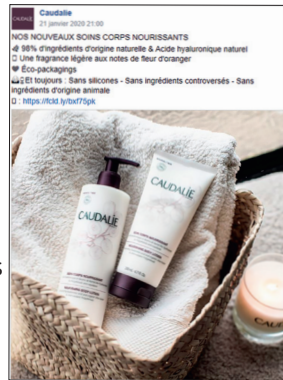 Caudalie
21 janvier 2020 21:00
NOS NOUVEAUX SOINS CORPS NOURISSANTS
98% d'ingrédients d'origine naturelle & Acide hyaluronique naturel
Une fragrance légère aux notes de fleur d'oranger
Éco-packagings
Et toujours : Sans silicones - Sans ingrédients controversés - Sans
ingrédients d'origine animale
: https://fcld.ly/bxf75pk
CAUDALIE
CAUDALIE
s